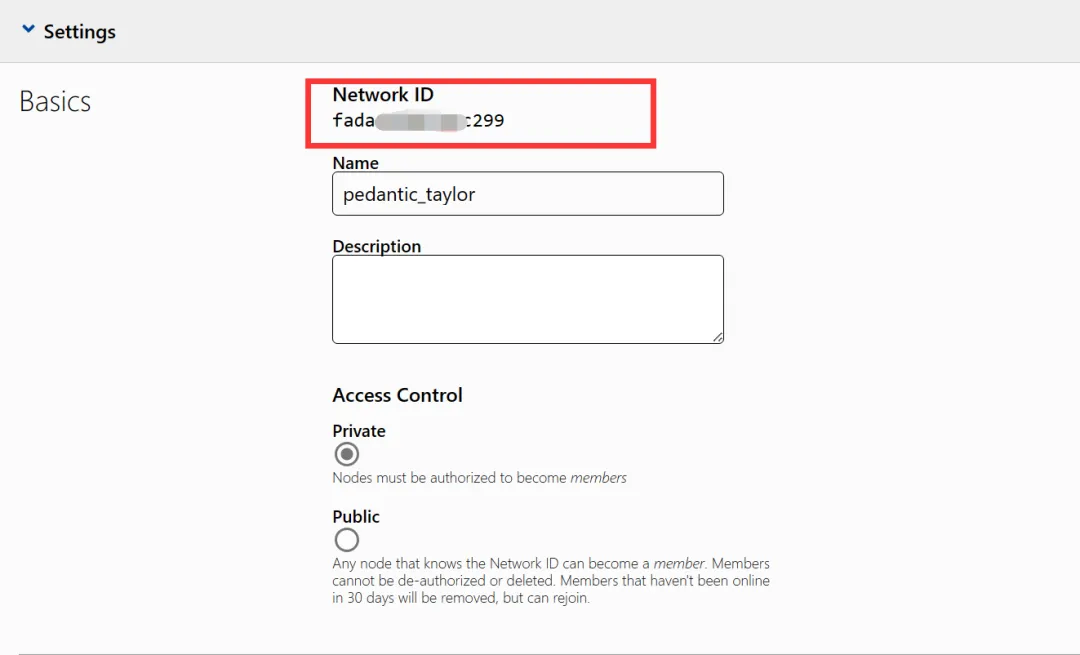 Settings
Basics
Network ID
fada c299
Name
pedantic_taylor
Description
Access Control
Private
Nodes must be authorized to become members
Public
Any node that knows the Network ID can become a member. Members
cannot be de-authorized or deleted. Members that haven't been online
in 30 days will be removed, but can rejoin.